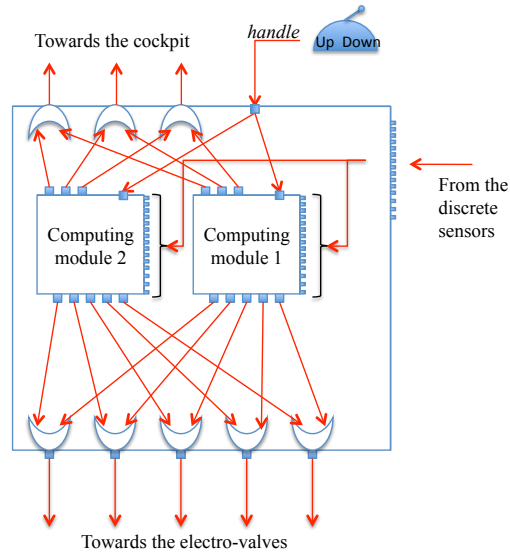 Towards the cockpit
handle
Up Down
From the
discrete
sensors
Computing
module 2
Computing
module 1
Towards the electro-valves